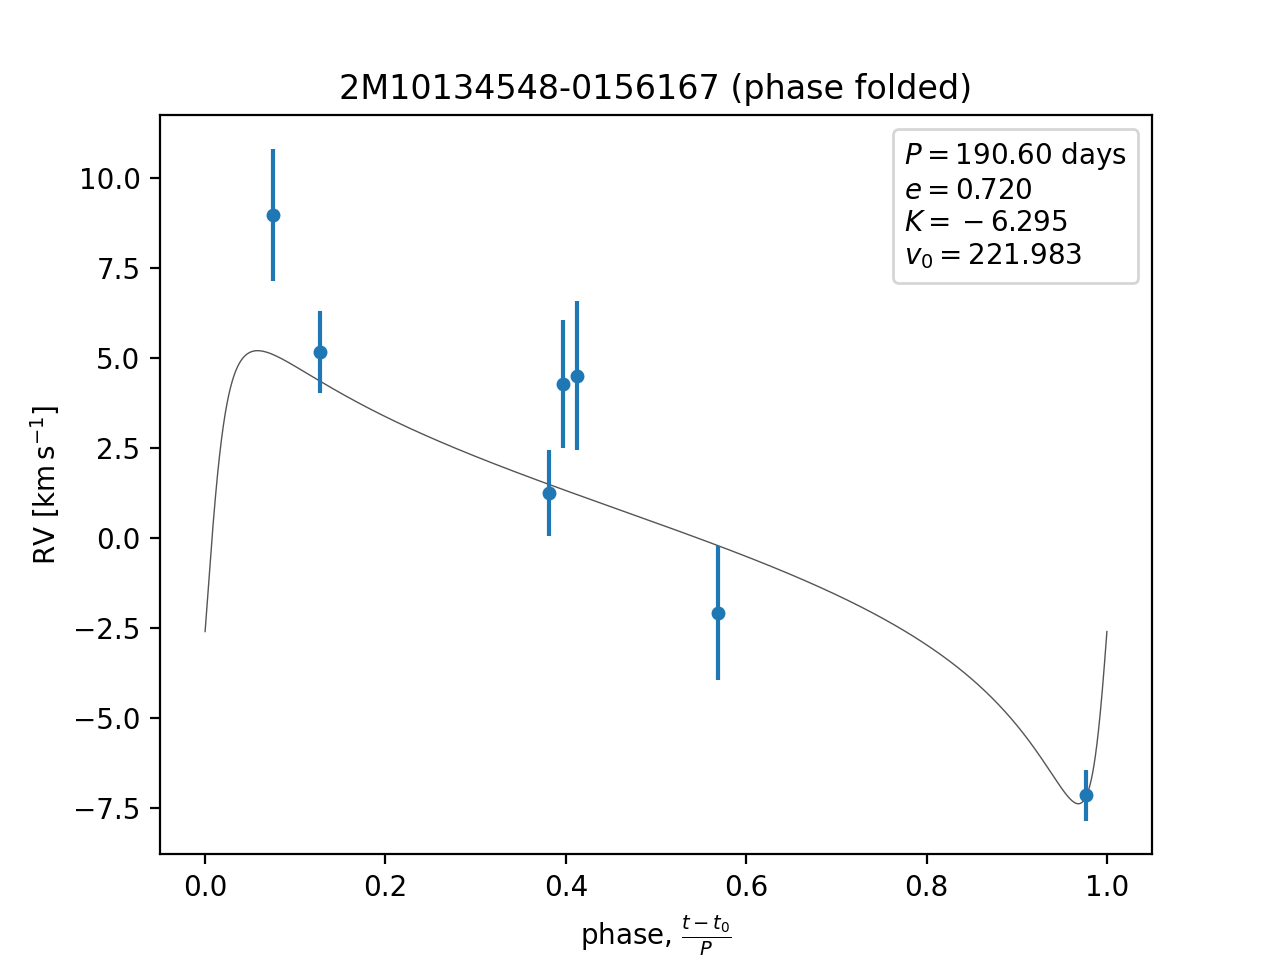 2M10134548-0156167 (phase folded)
P = 190.60 days
e = 0.720
K = −6.295
v₀ = 221.983
10.0
7.5
5.0
2.5
0.0
−2.5
−5.0
−7.5
RV [km s⁻¹]
0.0 0.2 0.4 0.6 0.8 1.0
phase, (t − t₀)/P